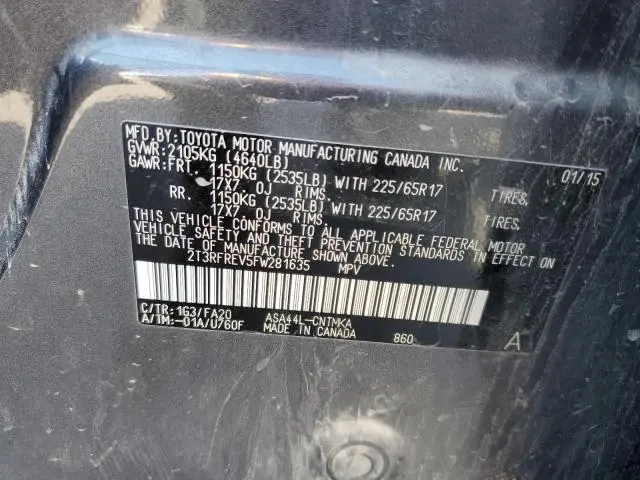 MFD.BY:TOYOTA MOTOR MANUFACTURING CANADA INC.
GVWR:2105KG (4640LB) 01/15
GAWR:FRT. 1150KG (2535LB) WITH 225/65R17 TIRES,
17X7.0J RIMS,
RR. 1150KG (2535LB) WITH 225/65R17 TIRES,
17X7.0J RIMS,
THIS VEHICLE CONFORMS TO ALL APPLICABLE FEDERAL MOTOR
VEHICLE SAFETY AND THEFT PREVENTION STANDARDS IN EFFECT ON
THE DATE OF MANUFACTURE SHOWN ABOVE.
2T3RFREV5FW281635 MPV
C/TR:1G3/FA20 ASA44L-CNTMKA
A/TM:-01A/U760F MADE IN CANADA 860 A